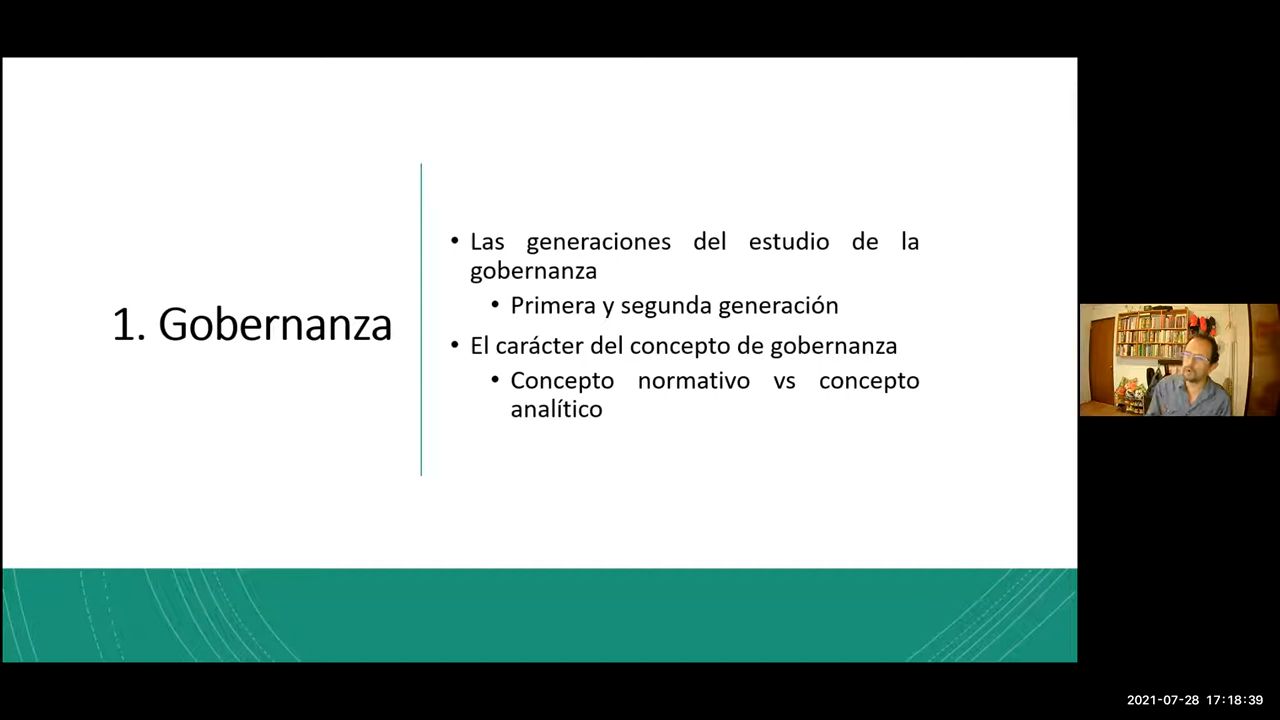 1. Gobernanza
• Las generaciones del estudio de la
gobernanza
• Primera y segunda generación
• El carácter del concepto de gobernanza
• Concepto normativo vs concepto
analítico
2021-07-28 17:18:39